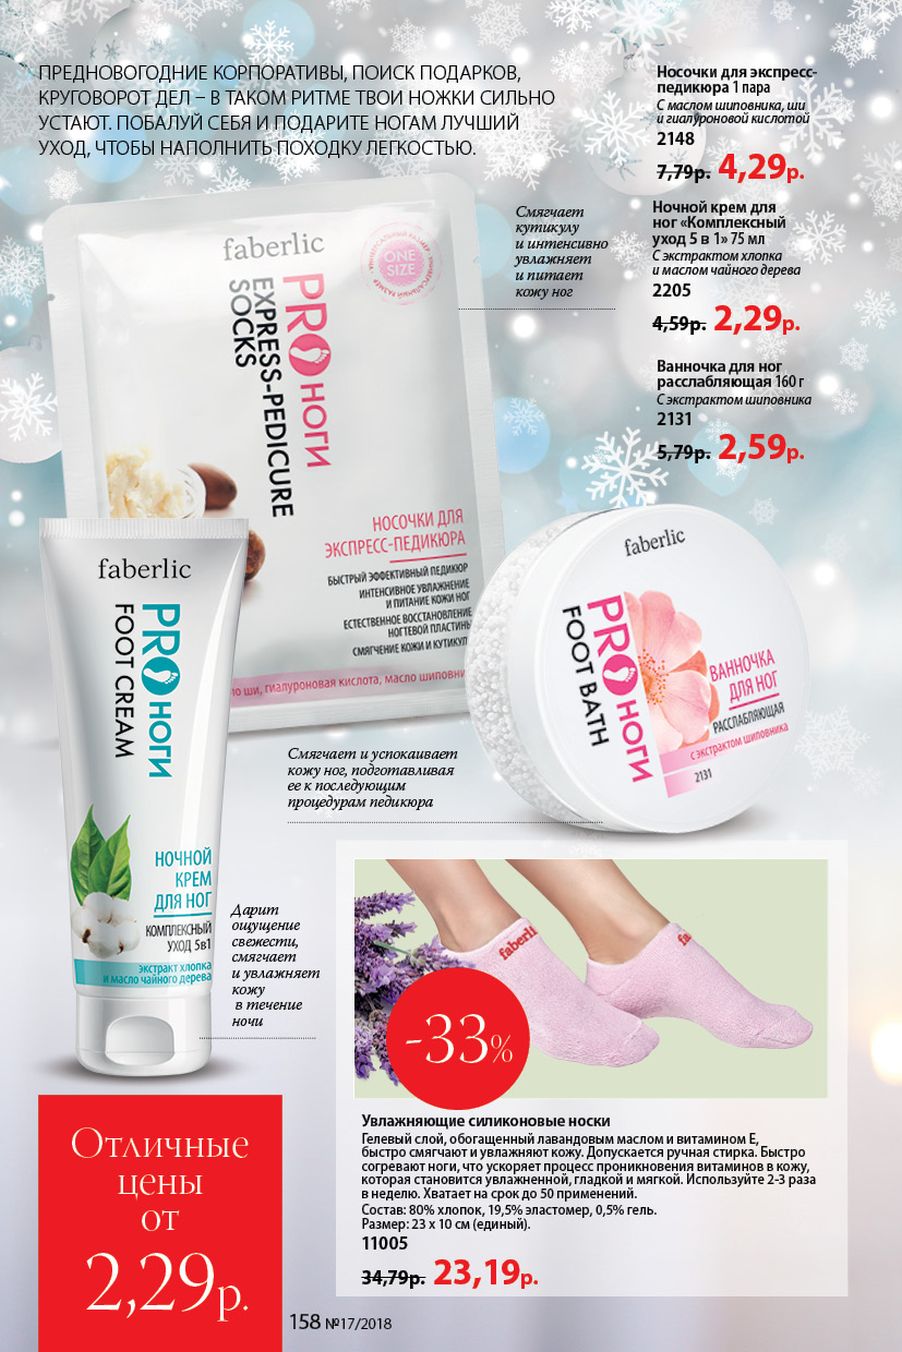 ПРЕДНОВОГОДНИЕ КОРПОРАТИВЫ, ПОИСК ПОДАРКОВ,
КРУГОВОРОТ ДЕЛ – В ТАКОМ РИТМЕ ТВОИ НОЖКИ СИЛЬНО
УСТАЮТ. ПОБАЛУЙ СЕБЯ И ПОДАРИТЕ НОГАМ ЛУЧШИЙ
УХОД, ЧТОБЫ НАПОЛНИТЬ ПОХОДКУ ЛЕГКОСТЬЮ.
Носочки для экспресс-
педикюра 1 пара
С маслом шиповника, ши
и гиалуроновой кислотой
2148
7,79р. 4,29р.
Ночной крем для
ног «Комплексный
уход 5 в 1» 75 мл
С экстрактом хлопка
и маслом чайного дерева
2205
4,59р. 2,29р.
Ванночка для ног
расслабляющая 160 г
С экстрактом шиповника
2131
5,79р. 2,59р.
Смягчает
кутикулу
и интенсивно
увлажняет
и питает
кожу ног
faberlic
УНИВЕРСАЛЬНЫЙ РАЗМЕР
ONE
SIZE
PRO НОГИ
EXPRESS-PEDICURE
SOCKS
НОСОЧКИ ДЛЯ
ЭКСПРЕСС-ПЕДИКЮРА
БЫСТРЫЙ ЭФФЕКТИВНЫЙ ПЕДИКЮР
ИНТЕНСИВНОЕ УВЛАЖНЕНИЕ
И ПИТАНИЕ КОЖИ НОГ
ЕСТЕСТВЕННОЕ ВОССТАНОВЛЕНИЕ
НОГТЕВОЙ ПЛАСТИНЫ
СМЯГЧЕНИЕ КОЖИ И КУТИКУЛ
ло ши, гиалуроновая кислота, масло шиповни
faberlic
PRO НОГИ
FOOT CREAM
НОЧНОЙ
КРЕМ
ДЛЯ НОГ
КОМПЛЕКСНЫЙ
УХОД 5в1
экстракт хлопка
и масло чайного дерева
faberlic
PRO НОГИ
FOOT BATH
ВАННОЧКА
ДЛЯ НОГ
РАССЛАБЛЯЮЩАЯ
с экстрактом шиповника
2131
Смягчает и успокаивает
кожу ног, подготавливая
ее к последующим
процедурам педикюра
Дарит
ощущение
свежести,
смягчает
и увлажняет
кожу
в течение
ночи
faberlic
fa
-33%
Увлажняющие силиконовые носки
Гелевый слой, обогащенный лавандовым маслом и витамином Е,
быстро смягчают и увлажняют кожу. Допускается ручная стирка. Быстро
согревают ноги, что ускоряет процесс проникновения витаминов в кожу,
которая становится увлажненной, гладкой и мягкой. Используйте 2-3 раза
в неделю. Хватает на срок до 50 применений.
Состав: 80% хлопок, 19,5% эластомер, 0,5% гель.
Размер: 23 х 10 см (единый).
11005
34,79р. 23,19р.
Отличные
цены
от
2,29р.
158 №17/2018